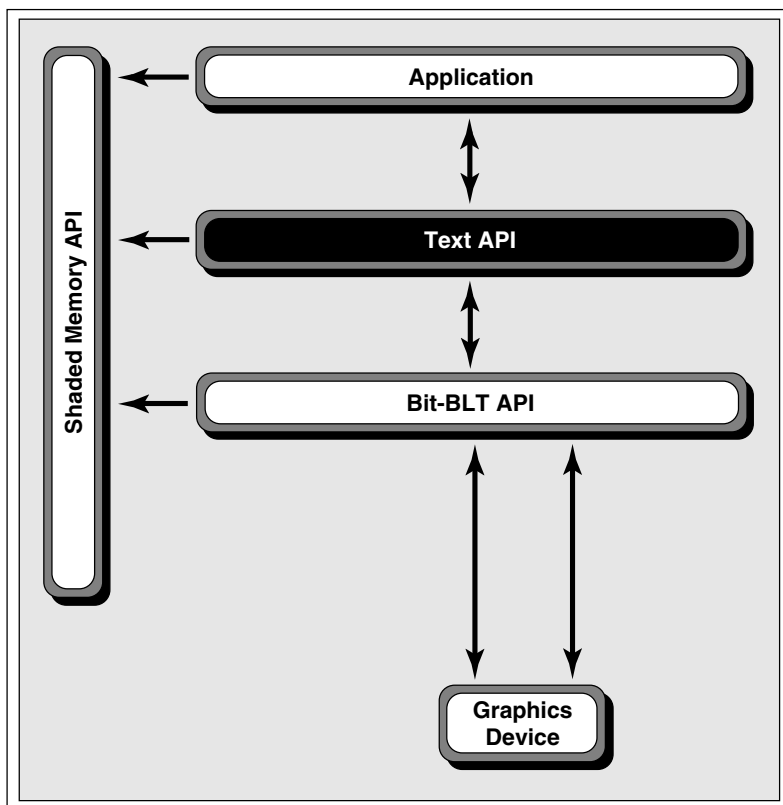 Application
Text API
Shaded Memory API
Bit-BLT API
Graphics
Device